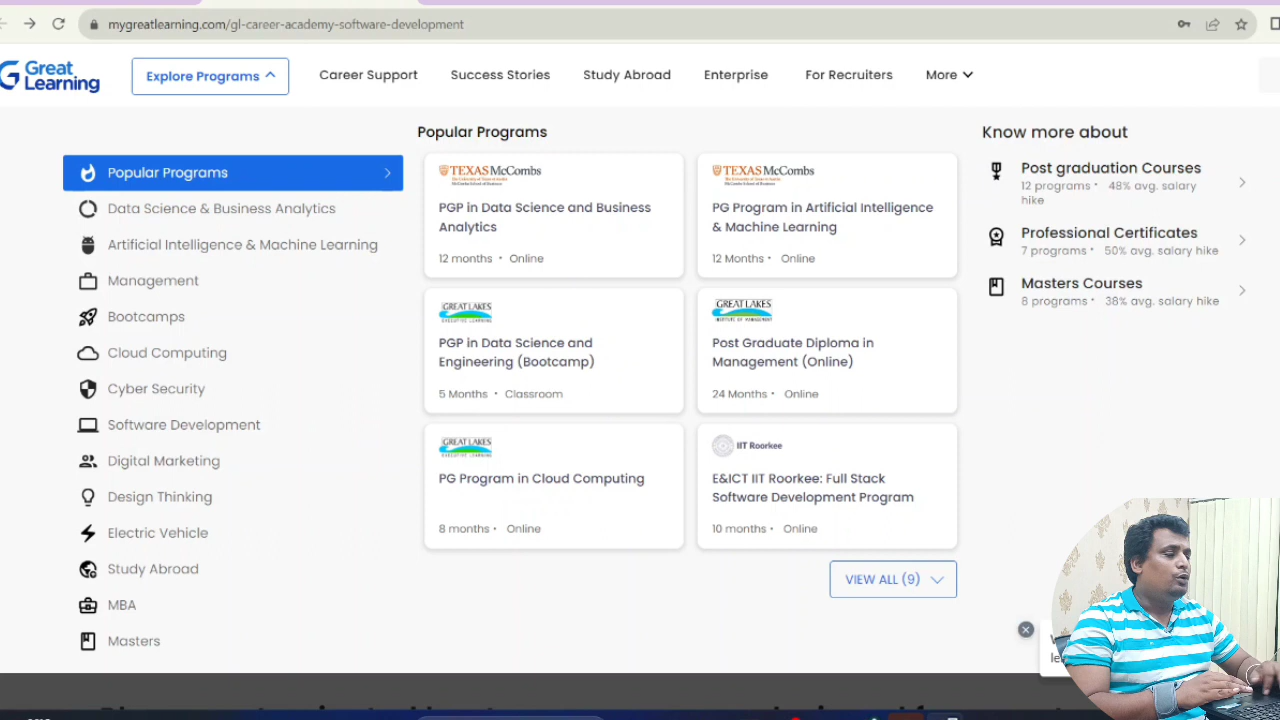 mygreatlearning.com/gl-career-academy-software-development
Great
Learning
Explore Programs
Career Support
Success Stories
Study Abroad
Enterprise
For Recruiters
More
Popular Programs
Data Science & Business Analytics
Artificial Intelligence & Machine Learning
Management
Bootcamps
Cloud Computing
Cyber Security
Software Development
Digital Marketing
Design Thinking
Electric Vehicle
Study Abroad
MBA
Masters
Popular Programs
TEXAS McCombs
PGP in Data Science and Business
Analytics
12 months • Online
TEXAS McCombs
PG Program in Artificial Intelligence
& Machine Learning
12 Months • Online
GREAT LAKES
EXECUTIVE LEARNING
PGP in Data Science and
Engineering (Bootcamp)
5 Months • Classroom
GREAT LAKES
INSTITUTE OF MANAGEMENT
Post Graduate Diploma in
Management (Online)
24 Months • Online
GREAT LAKES
EXECUTIVE LEARNING
PG Program in Cloud Computing
8 months • Online
IIT Roorkee
E&ICT IIT Roorkee: Full Stack
Software Development Program
10 months • Online
VIEW ALL (9)
Know more about
Post graduation Courses
12 programs • 48% avg. salary
hike
Professional Certificates
7 programs • 50% avg. salary hike
Masters Courses
8 programs • 38% avg. salary hike